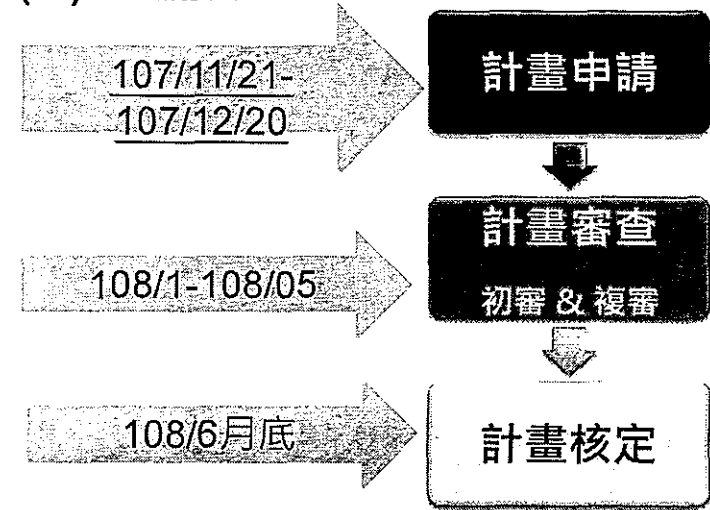 107/11/21-
107/12/20
計畫申請
計畫審查
108/1-108/05
初審 & 複審
108/6月底
計畫核定